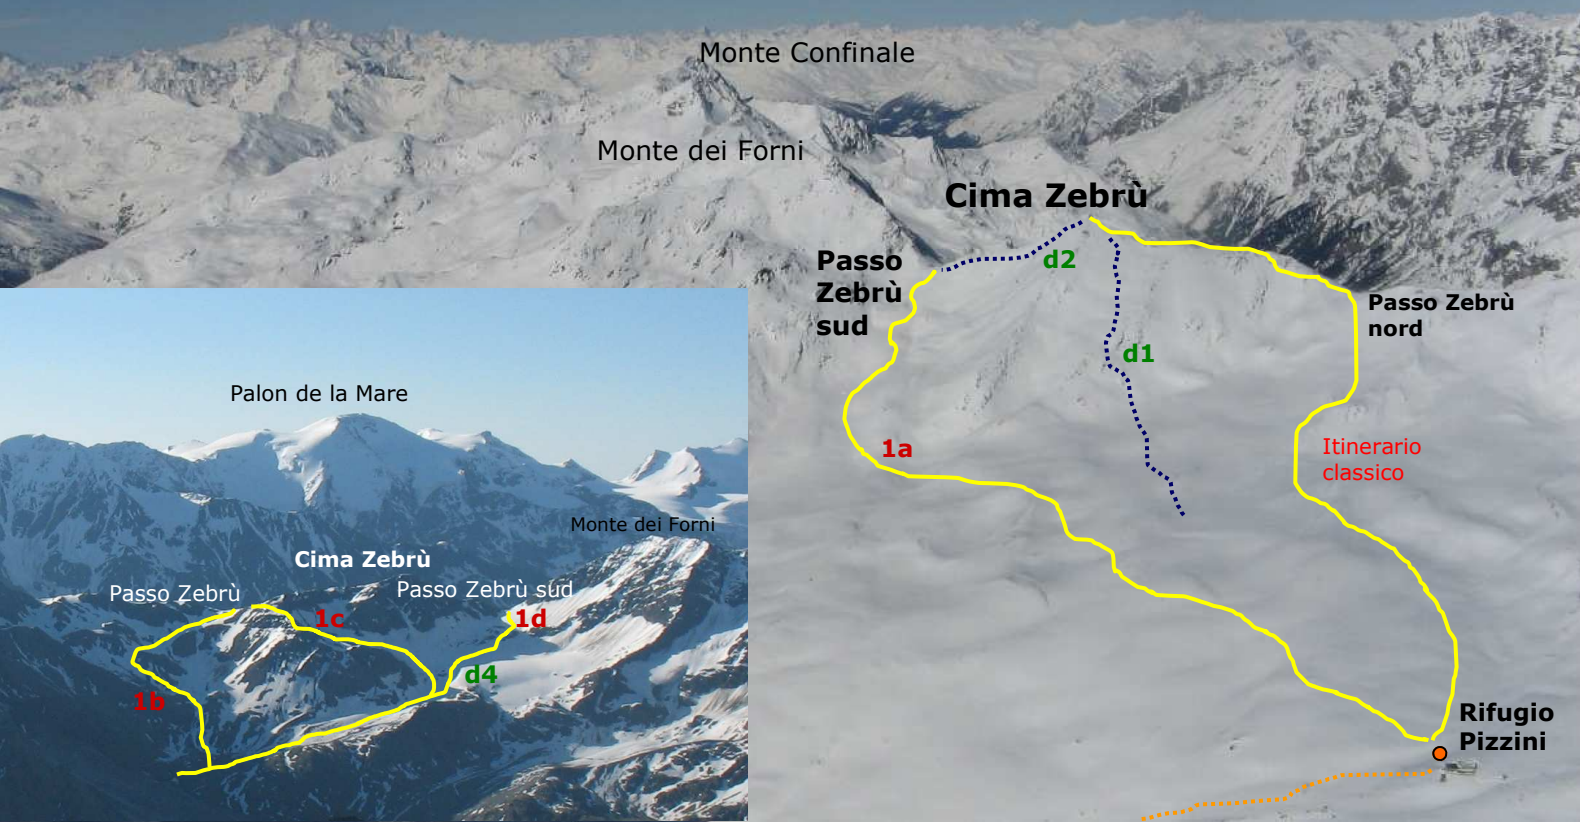 Monte Confinale
Monte dei Forni
Cima Zebrù
d2
Passo
Zebrù
sud
Passo Zebrù
nord
d1
1a
Itinerario
classico
Rifugio
Pizzini
Palon de la Mare
Monte dei Forni
Cima Zebrù
Passo Zebrù
Passo Zebrù sud
1c
1d
d4
1b